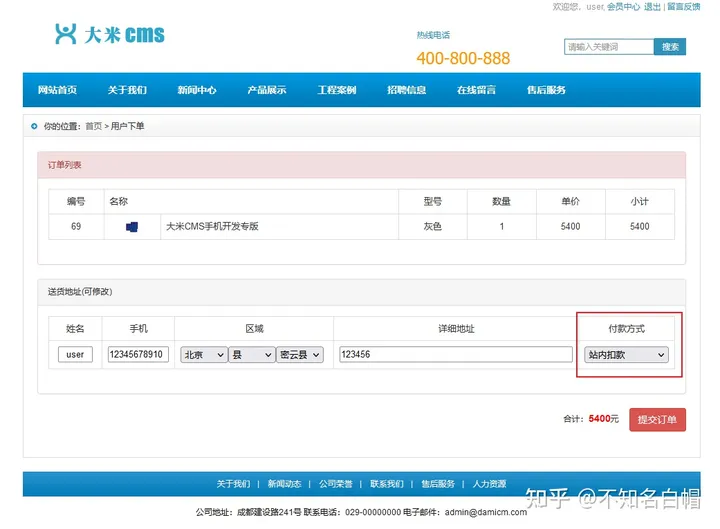 欢迎您, user, 会员中心 退出 | 留言反馈
大米cms
热线电话
400-800-888
请输入关键词 搜索
网站首页 关于我们 新闻中心 产品展示 工程案例 招聘信息 在线留言 售后服务
你的位置: 首页 > 用户下单
订单列表
编号 名称 型号 数量 单价 小计
69 大米CMS手机开发专版 灰色 1 5400 5400
送货地址(可修改)
姓名 手机 区域 详细地址 付款方式
user 12345678910 北京 县 密云县 123456 站内扣款
合计: 5400元 提交订单
关于我们 | 新闻动态 | 公司荣誉 | 联系我们 | 售后服务 | 人力资源
知乎 @不知名白帽
公司地址: 成都建设路241号 联系电话: 029-00000000 电子邮件: admin@damicm.com